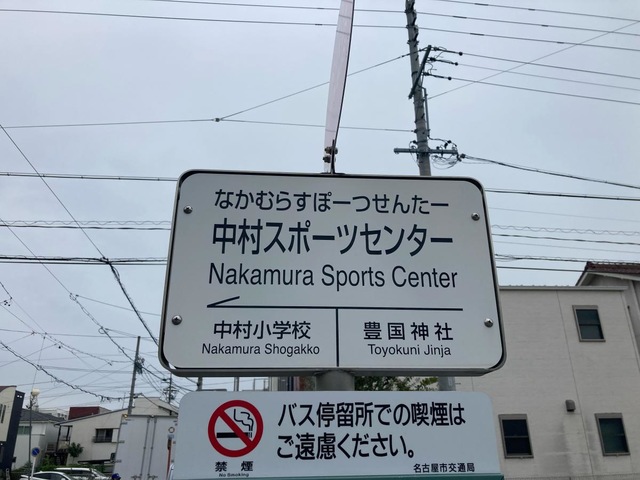 なかむらすぽーつせんたー
中村スポーツセンター
Nakamura Sports Center
中村小学校
Nakamura Shogakko
豊国神社
Toyokuni Jinja
禁煙
No Smoking
バス停留所での喫煙は
ご遠慮ください。
名古屋市交通局